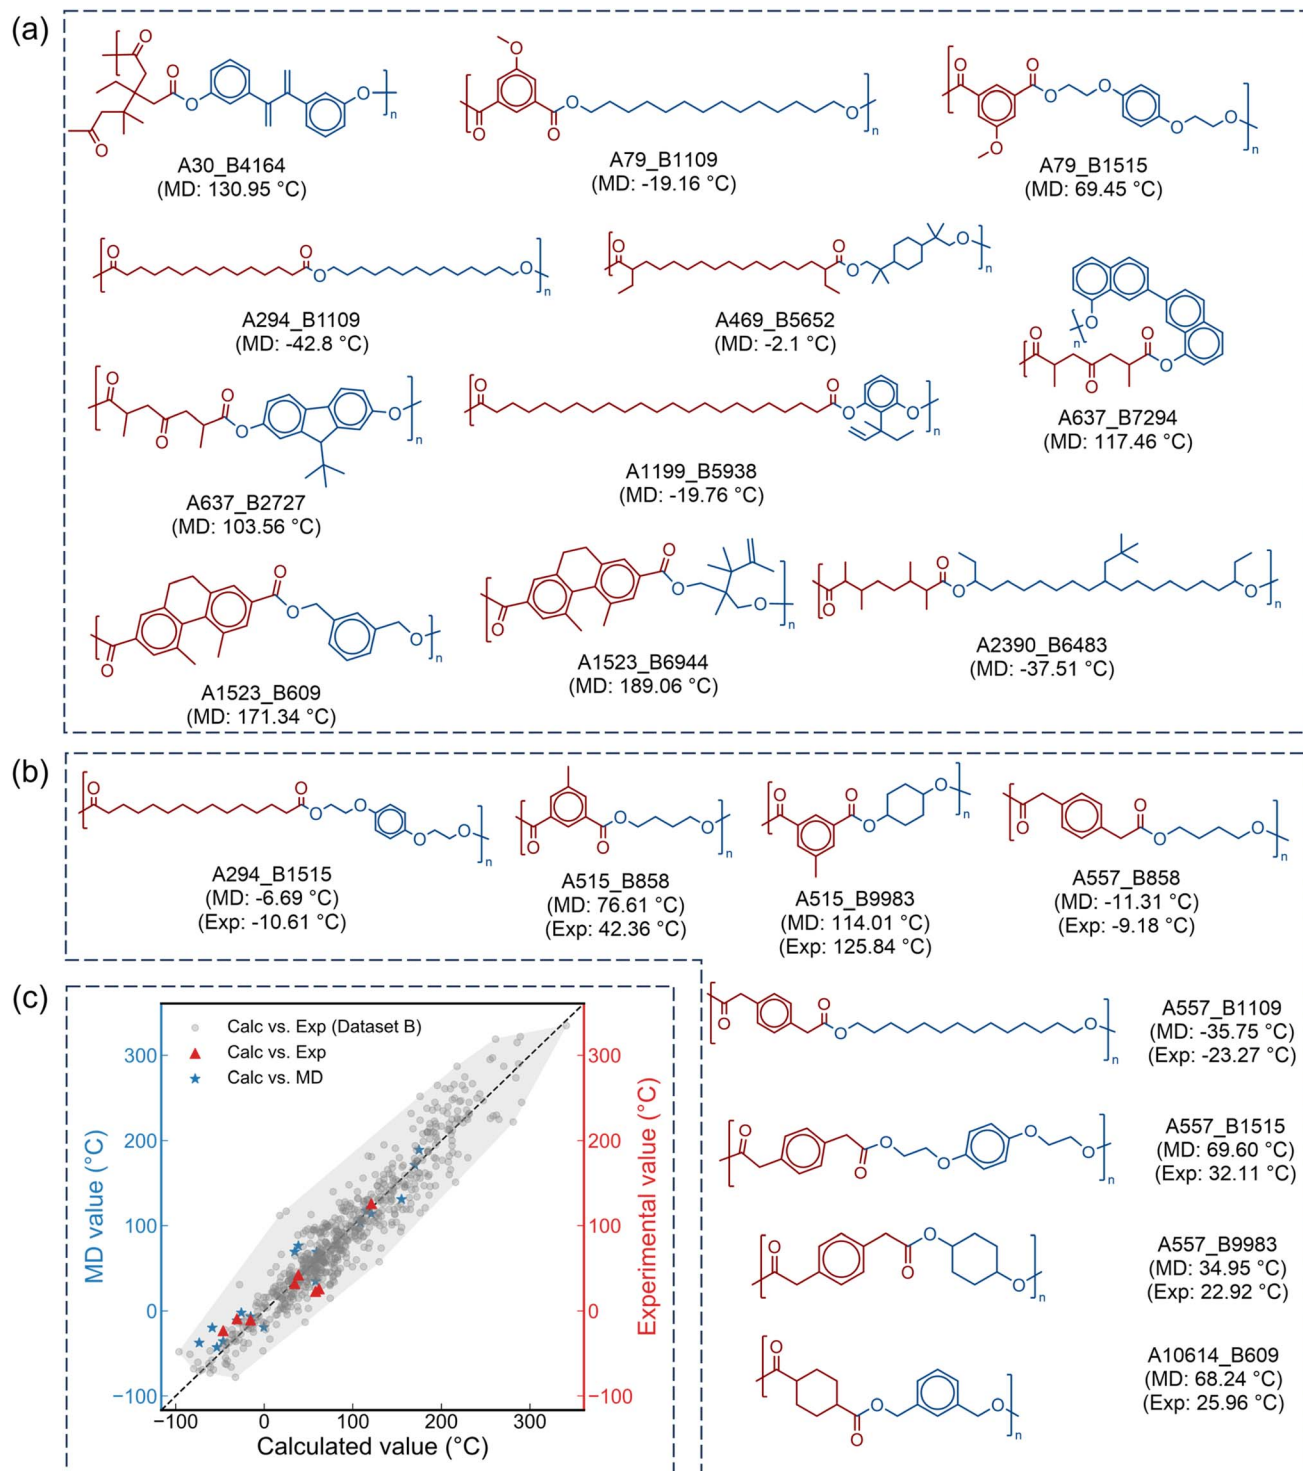 (a)
A30_B4164
(MD: 130.95 °C)
A79_B1109
(MD: -19.16 °C)
A79_B1515
(MD: 69.45 °C)
A294_B1109
(MD: -42.8 °C)
A469_B5652
(MD: -2.1 °C)
A637_B7294
(MD: 117.46 °C)
A637_B2727
(MD: 103.56 °C)
A1199_B5938
(MD: -19.76 °C)
A1523_B609
(MD: 171.34 °C)
A1523_B6944
(MD: 189.06 °C)
A2390_B6483
(MD: -37.51 °C)
(b)
A294_B1515
(MD: -6.69 °C)
(Exp: -10.61 °C)
A515_B858
(MD: 76.61 °C)
(Exp: 42.36 °C)
A515_B9983
(MD: 114.01 °C)
(Exp: 125.84 °C)
A557_B858
(MD: -11.31 °C)
(Exp: -9.18 °C)
A557_B1109
(MD: -35.75 °C)
(Exp: -23.27 °C)
A557_B1515
(MD: 69.60 °C)
(Exp: 32.11 °C)
A557_B9983
(MD: 34.95 °C)
(Exp: 22.92 °C)
A10614_B609
(MD: 68.24 °C)
(Exp: 25.96 °C)
(c)
Calc vs. Exp (Dataset B)
Calc vs. Exp
Calc vs. MD
MD value (°C)
300
200
100
0
−100
Experimental value (°C)
300
200
100
0
−100
−100 0 100 200 300
Calculated value (°C)